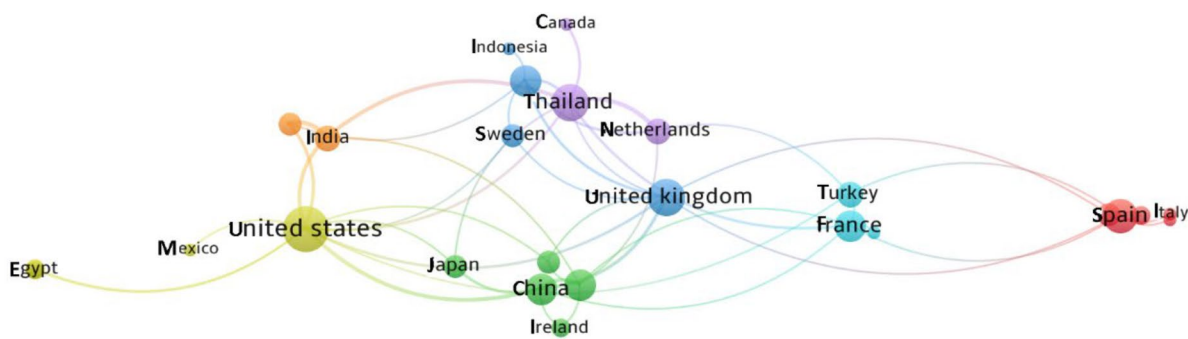 Canada
Indonesia
Thailand
India
Sweden
Netherlands
United kingdom
Turkey
United states
France
Spain
Italy
Mexico
Egypt
Japan
China
Ireland